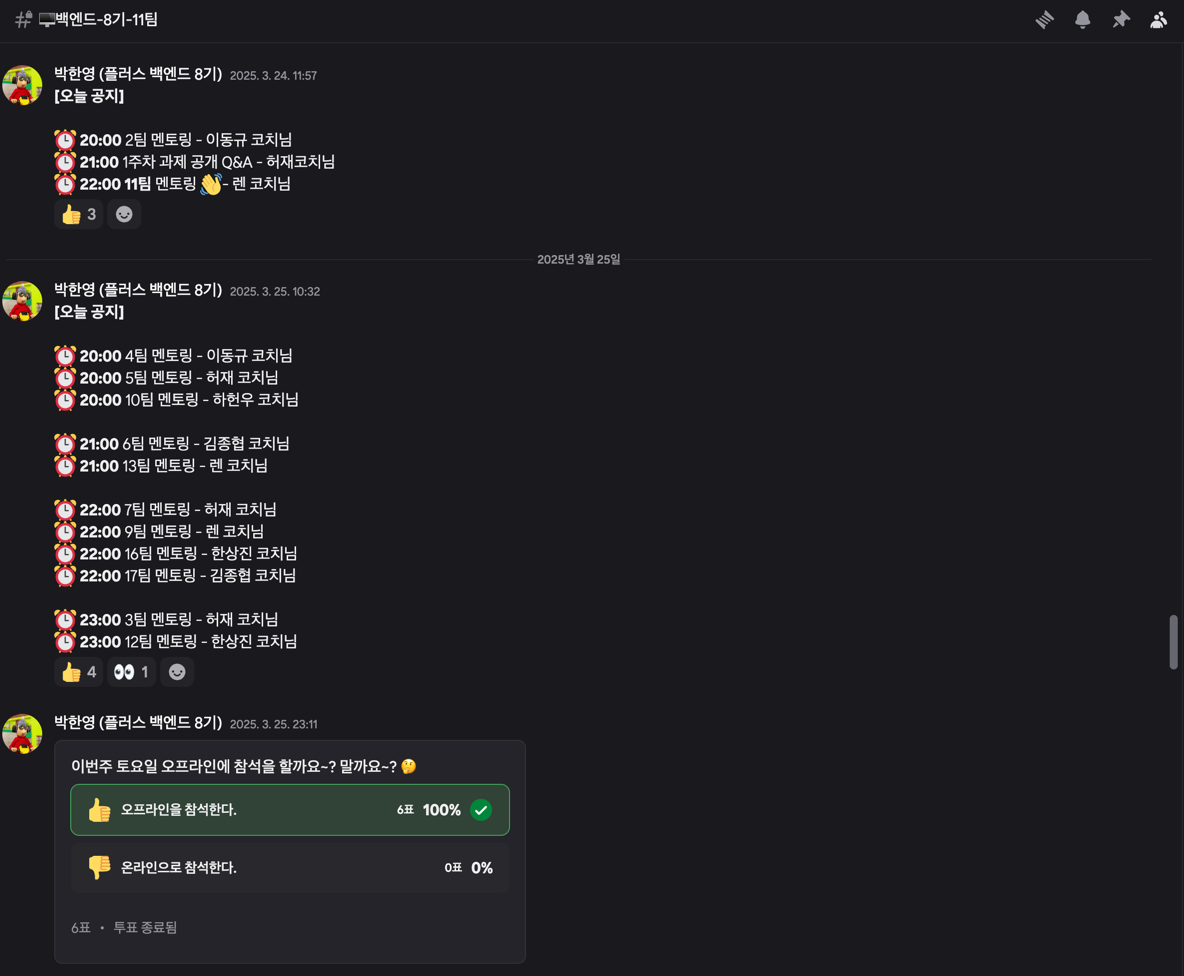 백엔드-8기-11팀
박한영 (플러스 백엔드 8기) 2025. 3. 24. 11:57
[오늘 공지]
20:00 2팀 멘토링 - 이동규 코치님
21:00 1주차 과제 공개 Q&A - 허재코치님
22:00 11팀 멘토링 👋- 렌 코치님
3
2025년 3월 25일
박한영 (플러스 백엔드 8기) 2025. 3. 25. 10:32
[오늘 공지]
20:00 4팀 멘토링 - 이동규 코치님
20:00 5팀 멘토링 - 허재 코치님
20:00 10팀 멘토링 - 하헌우 코치님
21:00 6팀 멘토링 - 김종협 코치님
21:00 13팀 멘토링 - 렌 코치님
22:00 7팀 멘토링 - 허재 코치님
22:00 9팀 멘토링 - 렌 코치님
22:00 16팀 멘토링 - 한상진 코치님
22:00 17팀 멘토링 - 김종협 코치님
23:00 3팀 멘토링 - 허재 코치님
23:00 12팀 멘토링 - 한상진 코치님
4 1
박한영 (플러스 백엔드 8기) 2025. 3. 25. 23:11
이번주 토요일 오프라인에 참석을 할까요~? 말까요~? 🤔
오프라인을 참석한다. 6표 100%
온라인으로 참석한다. 0표 0%
6표 • 투표 종료됨